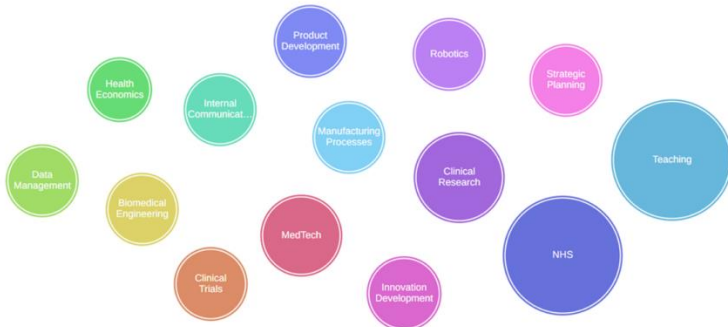 Product
Development
Robotics
Strategic
Planning
Health
Economics
Internal
Communicat...
Manufacturing
Processes
Teaching
Clinical
Research
Data
Management
Biomedical
Engineering
MedTech
NHS
Clinical
Trials
Innovation
Development